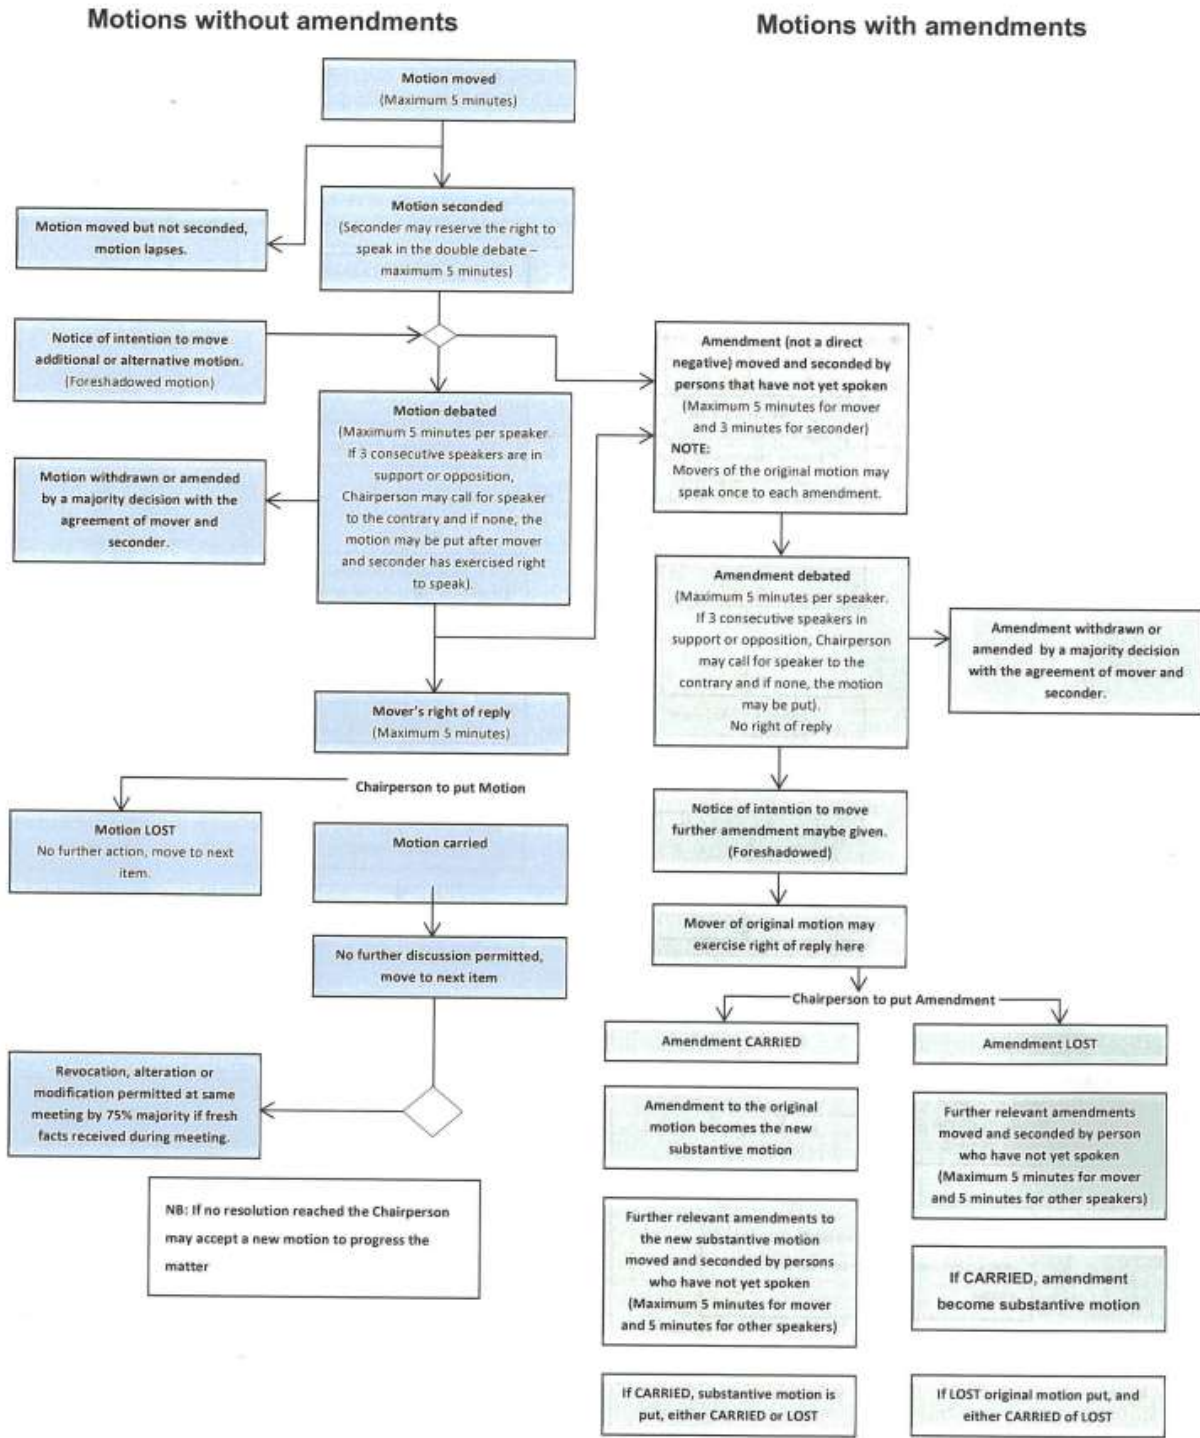 Motions without amendments
Motions with amendments
Motion moved
(Maximum 5 minutes)
Motion seconded
(Seconder may reserve the right to
speak in the double debate –
maximum 5 minutes)
Motion moved but not seconded,
motion lapses.
Notice of intention to move
additional or alternative motion.
(Foreshadowed motion)
Motion debated
(Maximum 5 minutes per speaker.
If 3 consecutive speakers are in
support or opposition,
Chairperson may call for speaker
to the contrary and if none, the
motion may be put after mover
and seconder has exercised right
to speak).
Motion withdrawn or amended
by a majority decision with the
agreement of mover and
seconder.
Mover's right of reply
(Maximum 5 minutes)
Chairperson to put Motion
Motion LOST
No further action, move to next
item.
Motion carried
No further discussion permitted,
move to next item
Revocation, alteration or
modification permitted at same
meeting by 75% majority if fresh
facts received during meeting.
NB: If no resolution reached the Chairperson
may accept a new motion to progress the
matter
Amendment (not a direct
negative) moved and seconded by
persons that have not yet spoken
(Maximum 5 minutes for mover
and 3 minutes for seconder)
NOTE:
Movers of the original motion may
speak once to each amendment.
Amendment debated
(Maximum 5 minutes per speaker.
If 3 consecutive speakers in
support or opposition, Chairperson
may call for speaker to the
contrary and if none, the motion
may be put).
No right of reply
Amendment withdrawn or
amended by a majority decision
with the agreement of mover and
seconder.
Notice of intention to move
further amendment maybe given.
(Foreshadowed)
Mover of original motion may
exercise right of reply here
Chairperson to put Amendment
Amendment CARRIED
Amendment to the original
motion becomes the new
substantive motion
Further relevant amendments to
the new substantive motion
moved and seconded by persons
who have not yet spoken
(Maximum 5 minutes for mover
and 5 minutes for other speakers)
If CARRIED, substantive motion is
put, either CARRIED or LOST
Amendment LOST
Further relevant amendments
moved and seconded by person
who have not yet spoken
(Maximum 5 minutes for mover
and 5 minutes for other speakers)
If CARRIED, amendment
become substantive motion
If LOST original motion put, and
either CARRIED of LOST